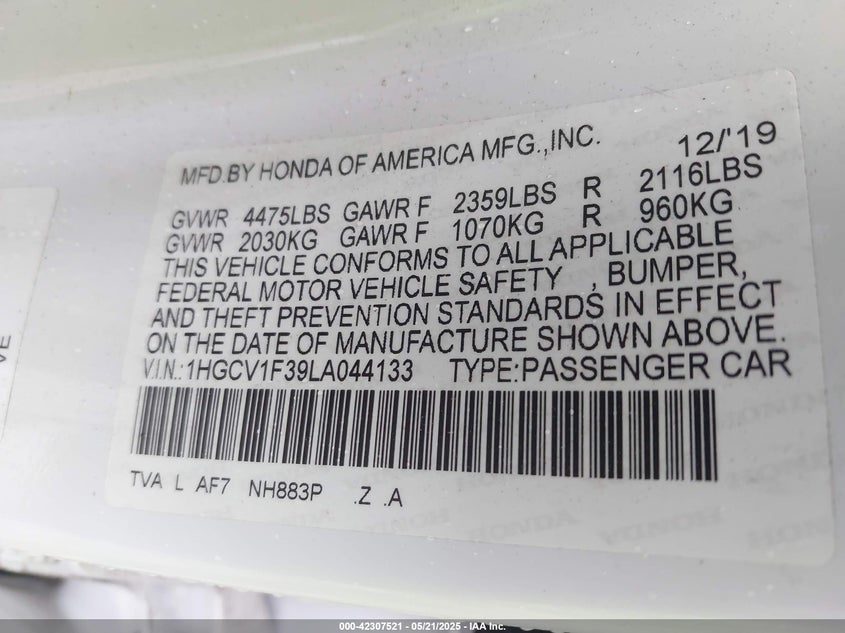 MFD.BY HONDA OF AMERICA MFG.,INC. 12/'19
GVWR 4475LBS GAWR F 2359LBS R 2116LBS
GVWR 2030KG GAWR F 1070KG R 960KG
THIS VEHICLE CONFORMS TO ALL APPLICABLE
FEDERAL MOTOR VEHICLE SAFETY , BUMPER,
AND THEFT PREVENTION STANDARDS IN EFFECT
ON THE DATE OF MANUFACTURE SHOWN ABOVE.
V.I.N.:1HGCV1F39LA044133 TYPE:PASSENGER CAR
TVA L AF7 NH883P .Z .A
VE
HONDA
000-42307521 - 05/21/2025 - IAA Inc.